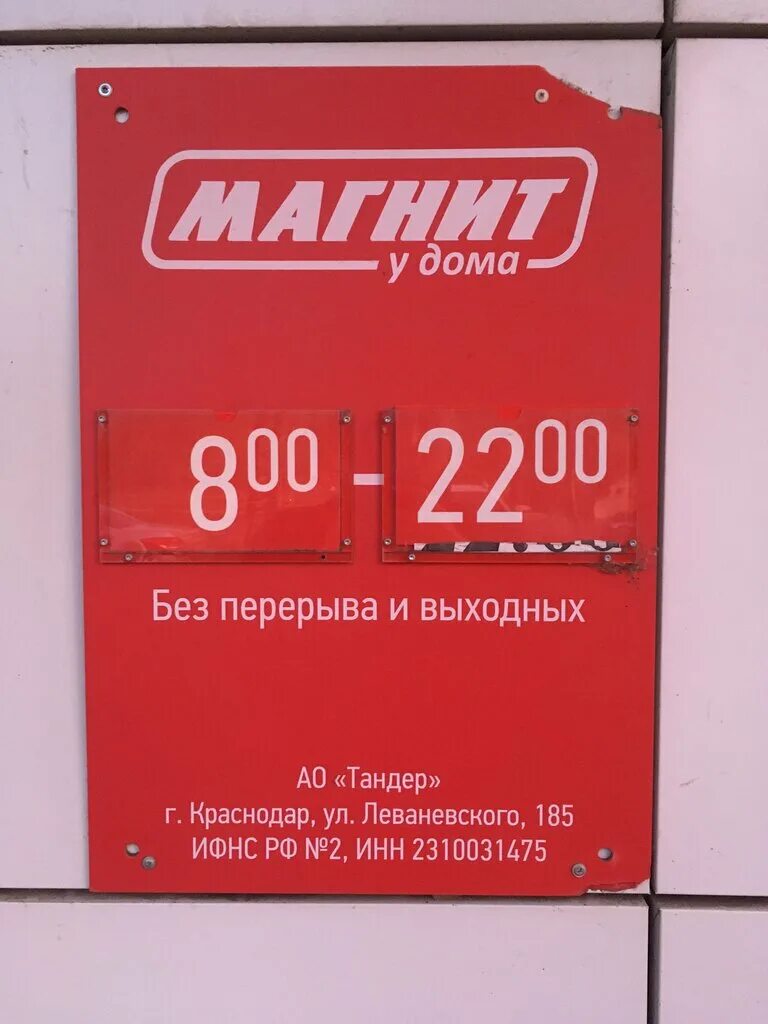 МАГНИТ
у дома
8⁰⁰ - 22⁰⁰
Без перерыва и выходных
АО «Тандер»
г. Краснодар, ул. Леваневского, 185
ИФНС РФ №2, ИНН 2310031475